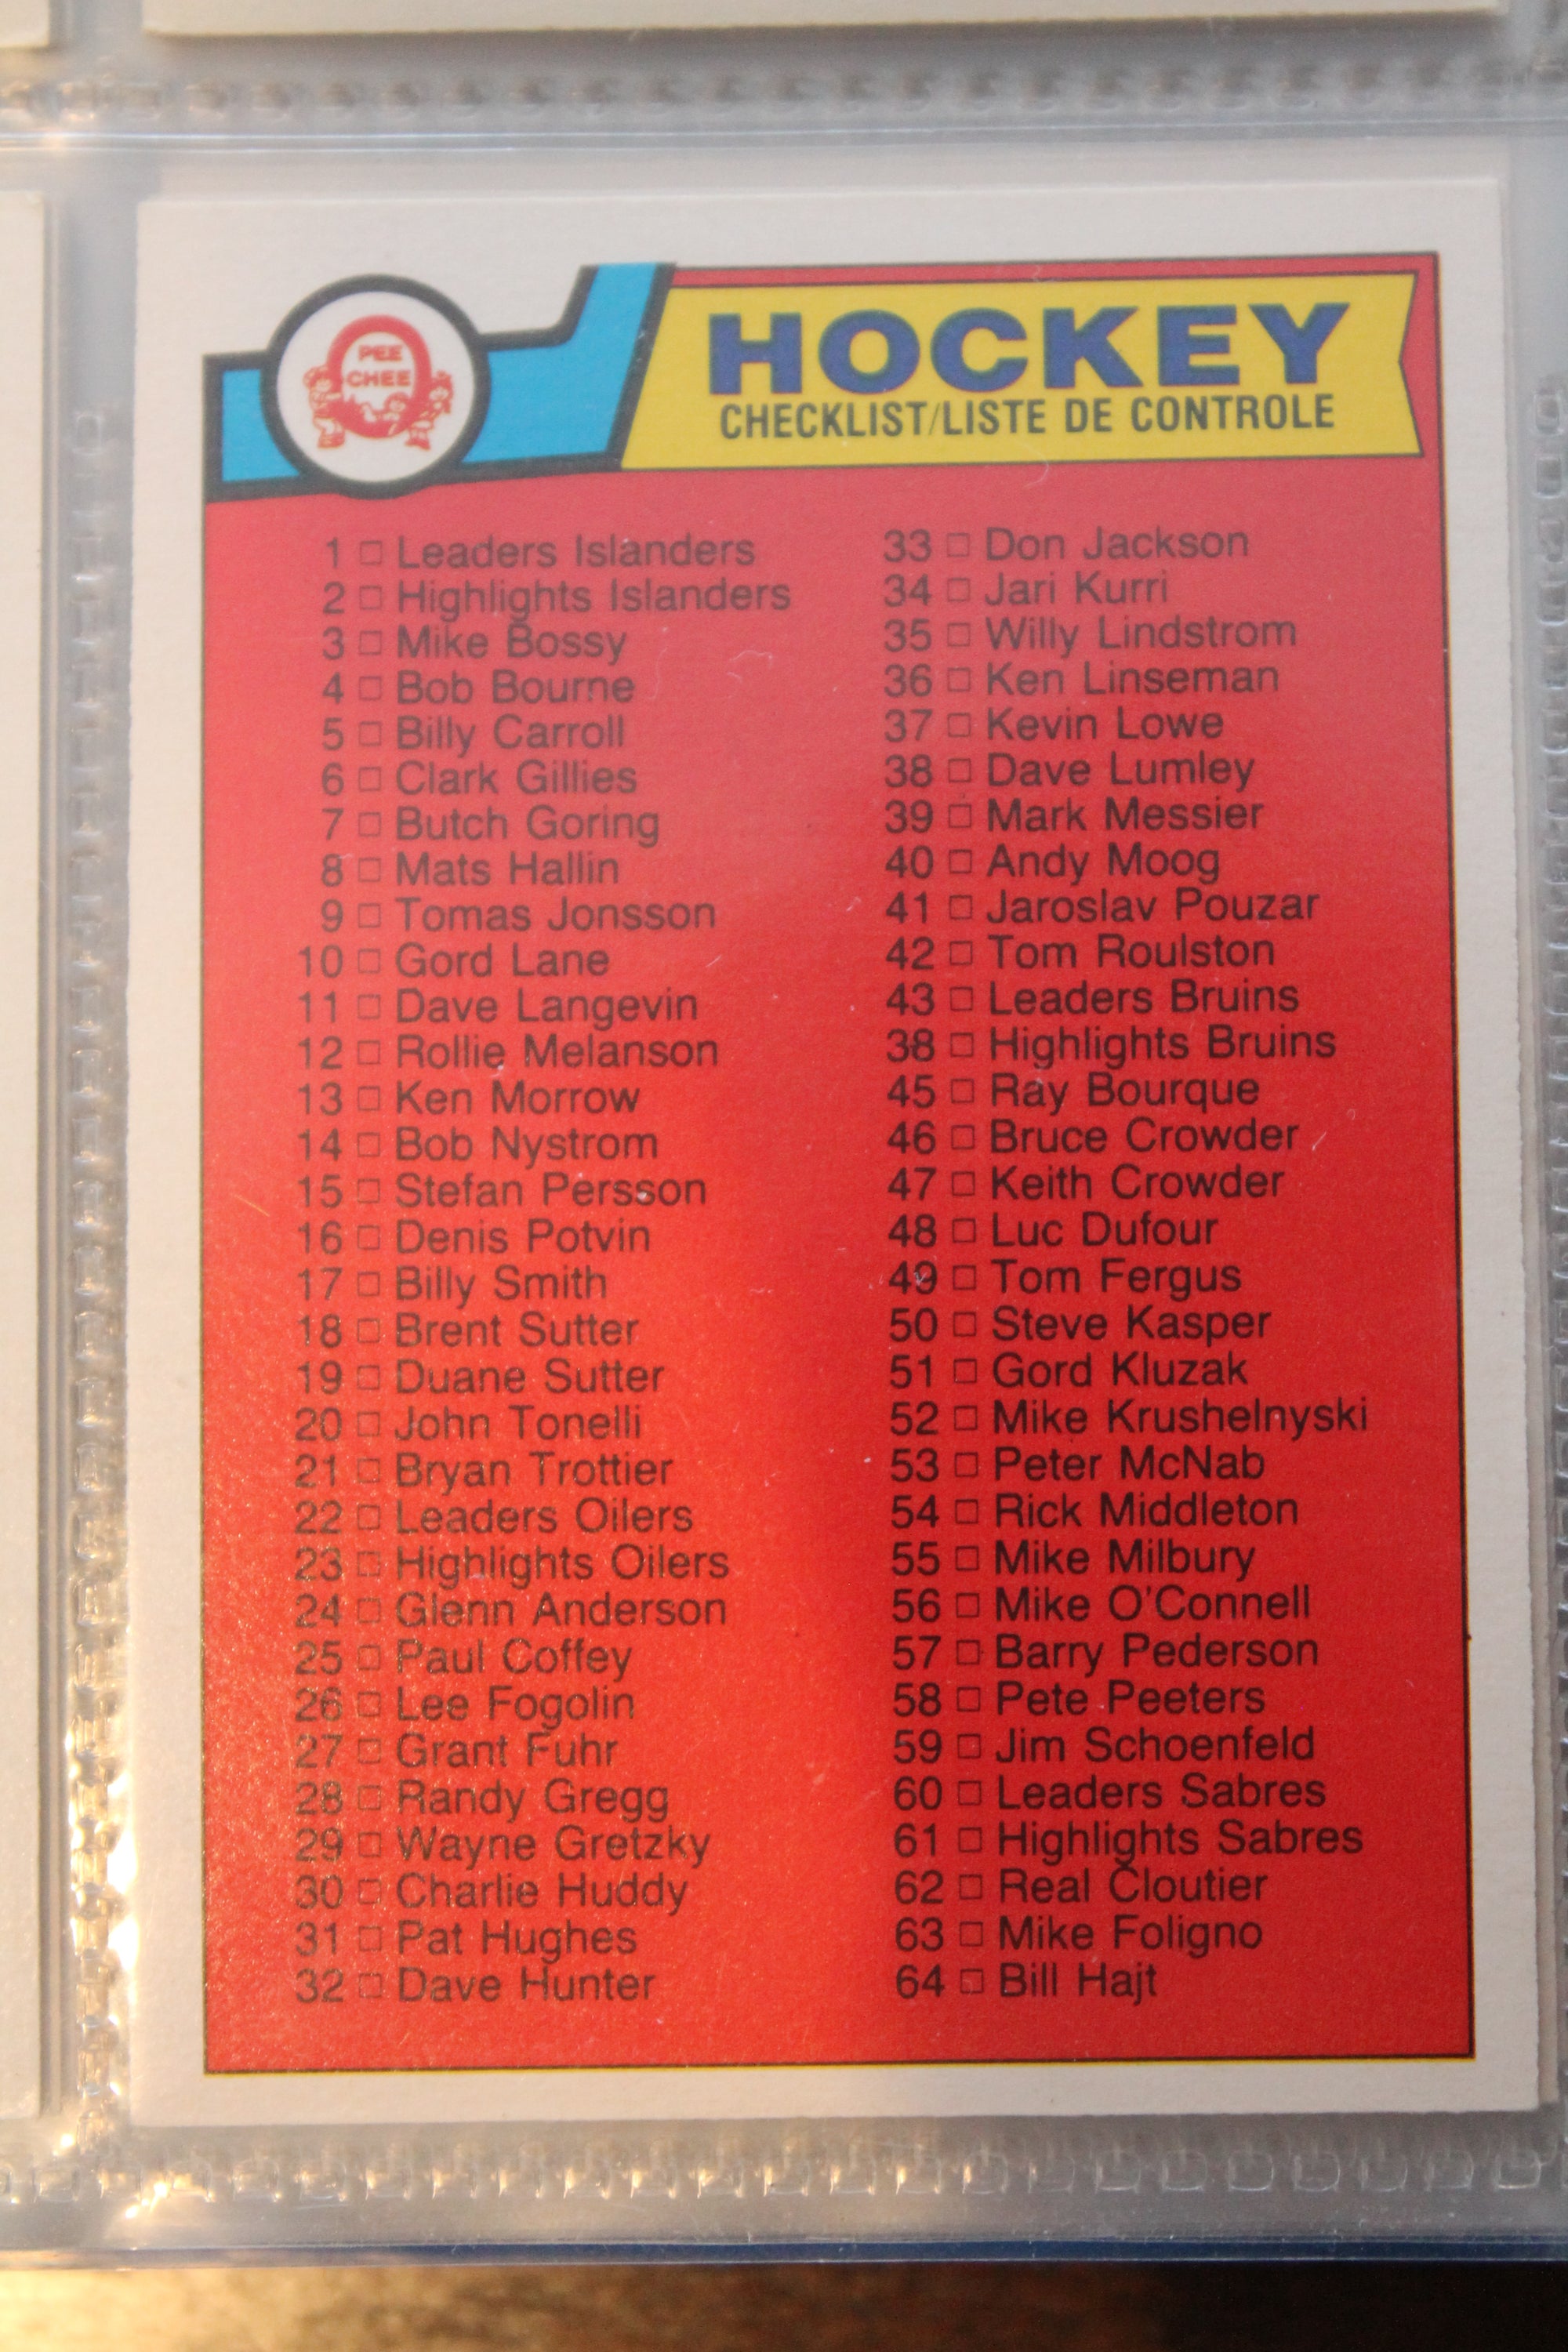 PEE
CHEE
HOCKEY
CHECKLIST/LISTE DE CONTROLE
1 □ Leaders Islanders
2 □ Highlights Islanders
3 □ Mike Bossy
4 □ Bob Bourne
5 □ Billy Carroll
6 □ Clark Gillies
7 □ Butch Goring
8 □ Mats Hallin
9 □ Tomas Jonsson
10 □ Gord Lane
11 □ Dave Langevin
12 □ Rollie Melanson
13 □ Ken Morrow
14 □ Bob Nystrom
15 □ Stefan Persson
16 □ Denis Potvin
17 □ Billy Smith
18 □ Brent Sutter
19 □ Duane Sutter
20 □ John Tonelli
21 □ Bryan Trottier
22 □ Leaders Oilers
23 □ Highlights Oilers
24 □ Glenn Anderson
25 □ Paul Coffey
26 □ Lee Fogolin
27 □ Grant Fuhr
28 □ Randy Gregg
29 □ Wayne Gretzky
30 □ Charlie Huddy
31 □ Pat Hughes
32 □ Dave Hunter
33 □ Don Jackson
34 □ Jari Kurri
35 □ Willy Lindstrom
36 □ Ken Linseman
37 □ Kevin Lowe
38 □ Dave Lumley
39 □ Mark Messier
40 □ Andy Moog
41 □ Jaroslav Pouzar
42 □ Tom Roulston
43 □ Leaders Bruins
38 □ Highlights Bruins
45 □ Ray Bourque
46 □ Bruce Crowder
47 □ Keith Crowder
48 □ Luc Dufour
49 □ Tom Fergus
50 □ Steve Kasper
51 □ Gord Kluzak
52 □ Mike Krushelnyski
53 □ Peter McNab
54 □ Rick Middleton
55 □ Mike Milbury
56 □ Mike O'Connell
57 □ Barry Pederson
58 □ Pete Peeters
59 □ Jim Schoenfeld
60 □ Leaders Sabres
61 □ Highlights Sabres
62 □ Real Cloutier
63 □ Mike Foligno
64 □ Bill Hajt